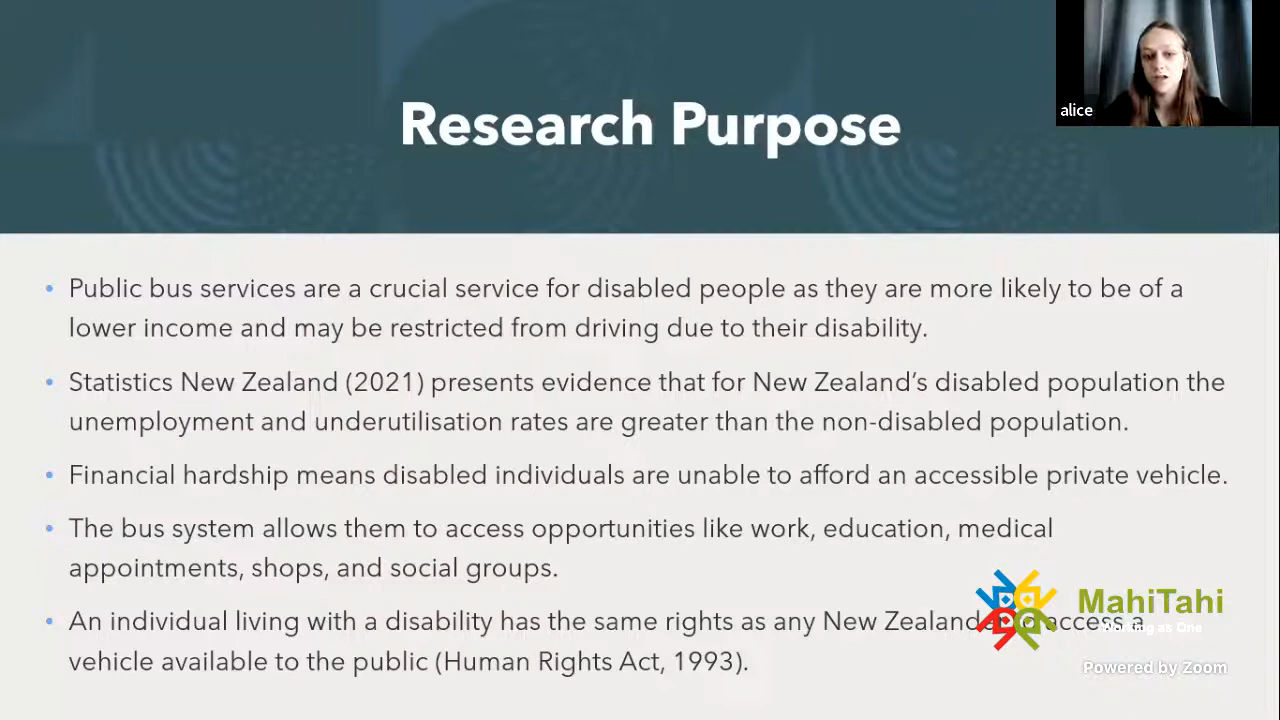 Research Purpose
alice
• Public bus services are a crucial service for disabled people as they are more likely to be of a
lower income and may be restricted from driving due to their disability.
• Statistics New Zealand (2021) presents evidence that for New Zealand's disabled population the
unemployment and underutilisation rates are greater than the non-disabled population.
• Financial hardship means disabled individuals are unable to afford an accessible private vehicle.
• The bus system allows them to access opportunities like work, education, medical
appointments, shops, and social groups.
• An individual living with a disability has the same rights as any New Zealand access a
vehicle available to the public (Human Rights Act, 1993).
MahiTahi
Working as One
Powered by Zoom